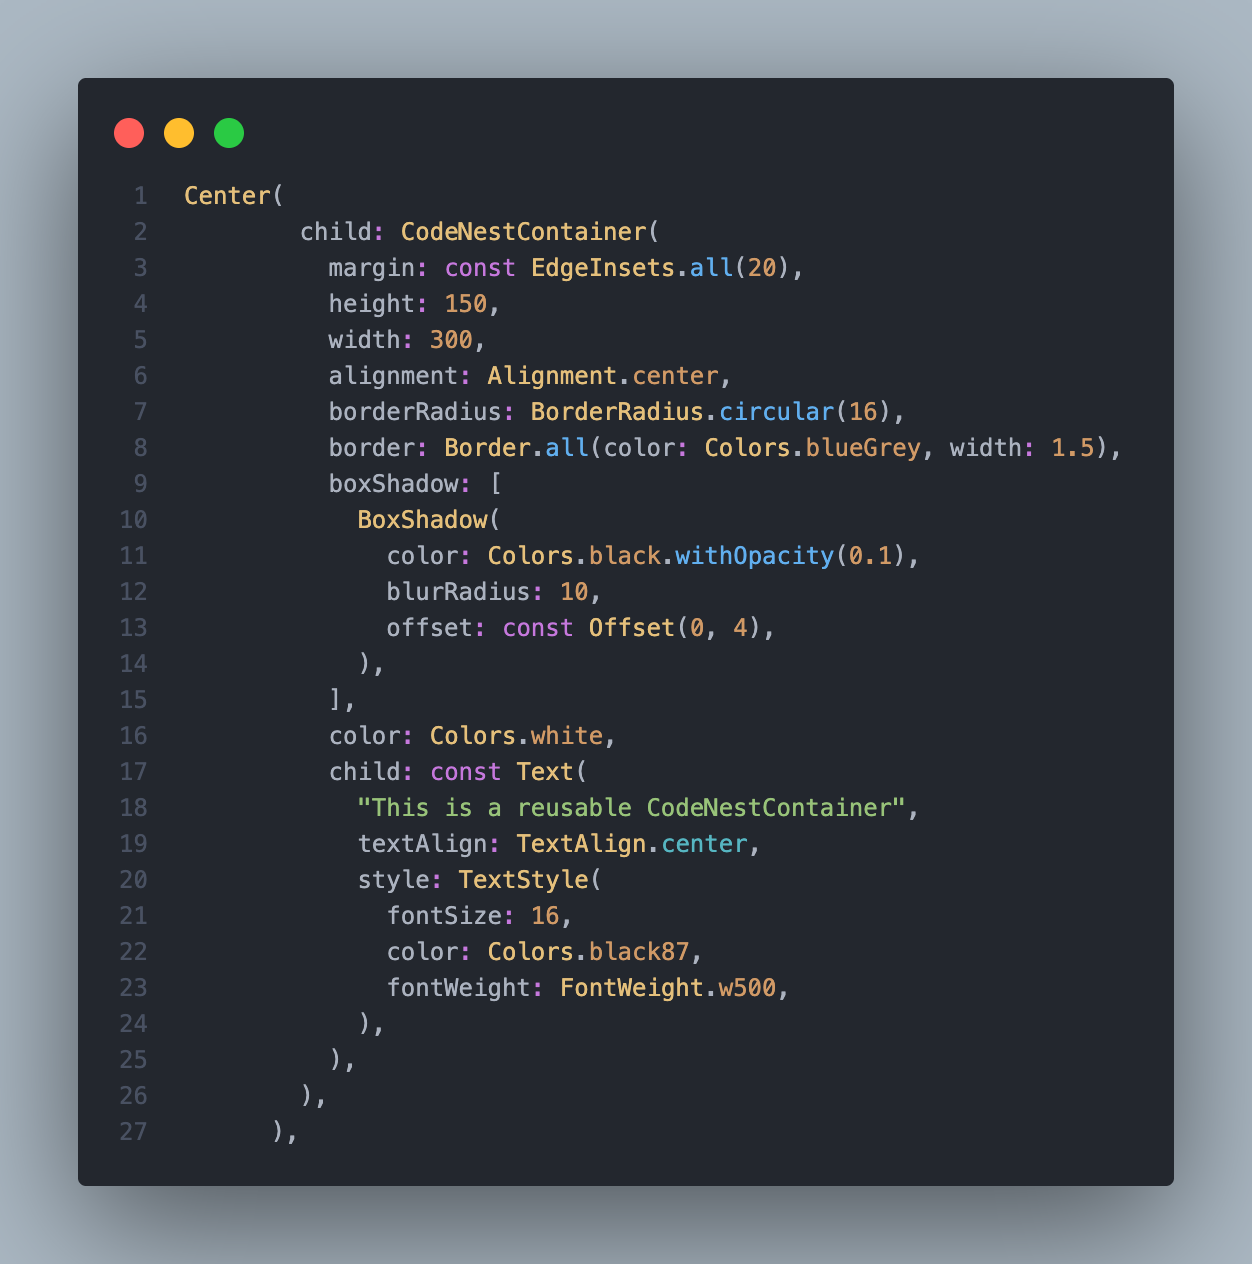 1 Center(
2 child: CodeNestContainer(
3 margin: const EdgeInsets.all(20),
4 height: 150,
5 width: 300,
6 alignment: Alignment.center,
7 borderRadius: BorderRadius.circular(16),
8 border: Border.all(color: Colors.blueGrey, width: 1.5),
9 boxShadow: [
10 BoxShadow(
11 color: Colors.black.withOpacity(0.1),
12 blurRadius: 10,
13 offset: const Offset(0, 4),
14 ),
15 ],
16 color: Colors.white,
17 child: const Text(
18 "This is a reusable CodeNestContainer",
19 textAlign: TextAlign.center,
20 style: TextStyle(
21 fontSize: 16,
22 color: Colors.black87,
23 fontWeight: FontWeight.w500,
24 ),
25 ),
26 ),
27 ),